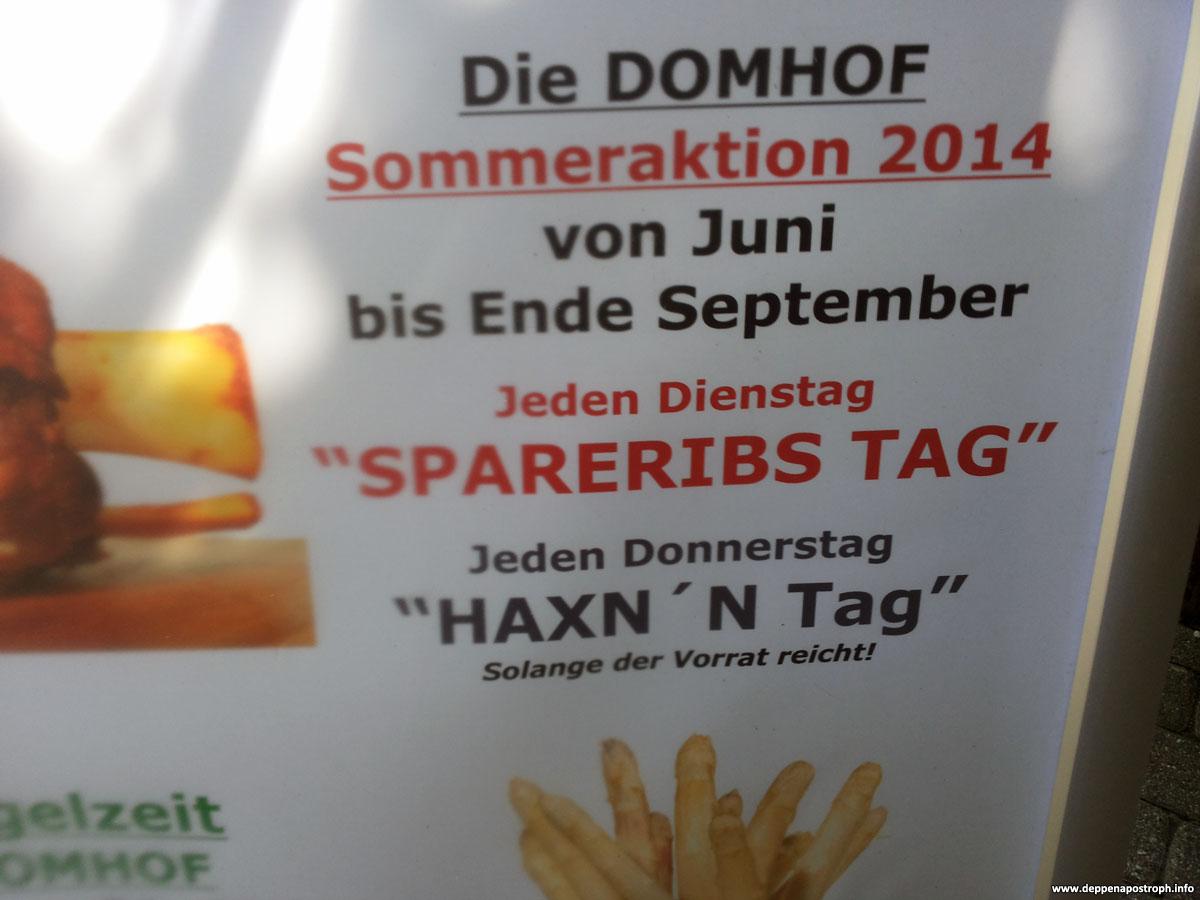 Die DOMHOF
Sommeraktion 2014
von Juni
bis Ende September
Jeden Dienstag
“SPARERIBS TAG”
Jeden Donnerstag
“HAXN´N Tag”
Solange der Vorrat reicht!
gelzeit
OMHOF
www.deppenapostroph.info